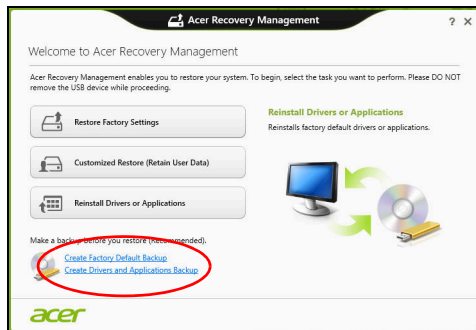 Acer Recovery Management
? X
Welcome to Acer Recovery Management
Acer Recovery Management enables you to restore your system. To begin, select the task you want to perform. Please DO NOT
remove the USB device while proceeding.
Restore Factory Settings
Customized Restore (Retain User Data)
Reinstall Drivers or Applications
Reinstall Drivers or Applications
Reinstalls factory default drivers or applications.
Make a backup before you restore (Recommended).
Create Factory Default Backup
Create Drivers and Applications Backup
acer